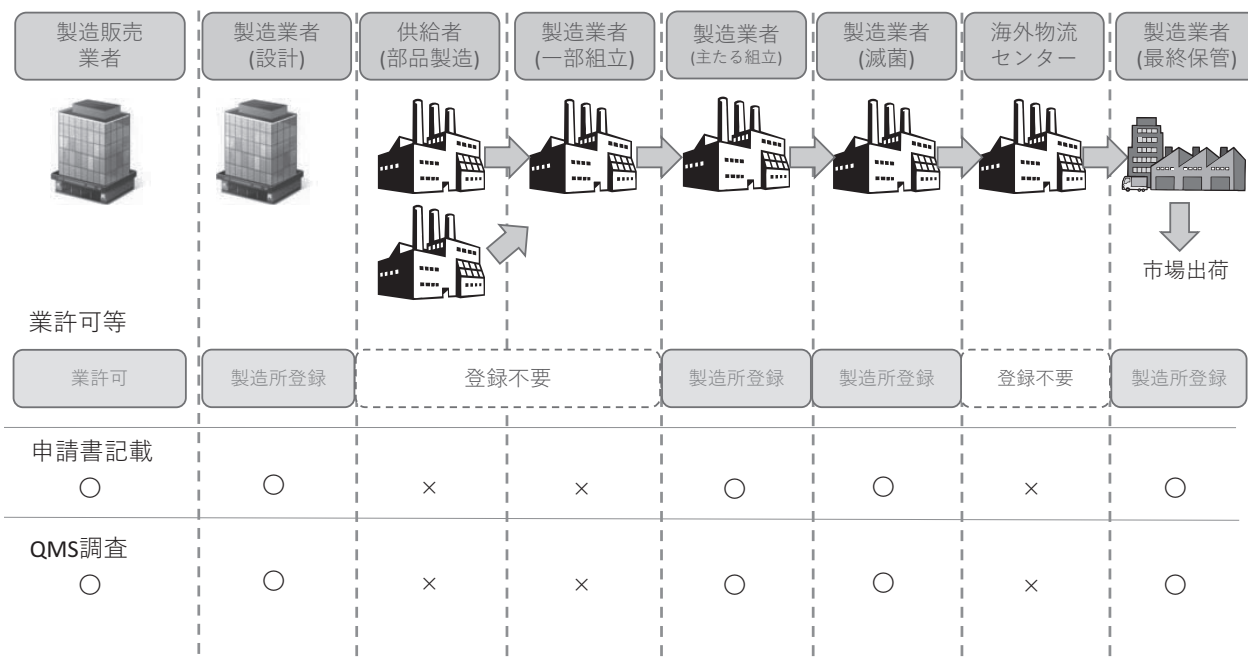 製造販売
業者
製造業者
(設計)
供給者
(部品製造)
製造業者
(一部組立)
製造業者
(主たる組立)
製造業者
(滅菌)
海外物流
センター
製造業者
(最終保管)
市場出荷
業許可等
業許可
製造所登録
登録不要
製造所登録
製造所登録
登録不要
製造所登録
申請書記載
○ ○ × × ○ ○ × ○
QMS調査
○ ○ × × ○ ○ × ○